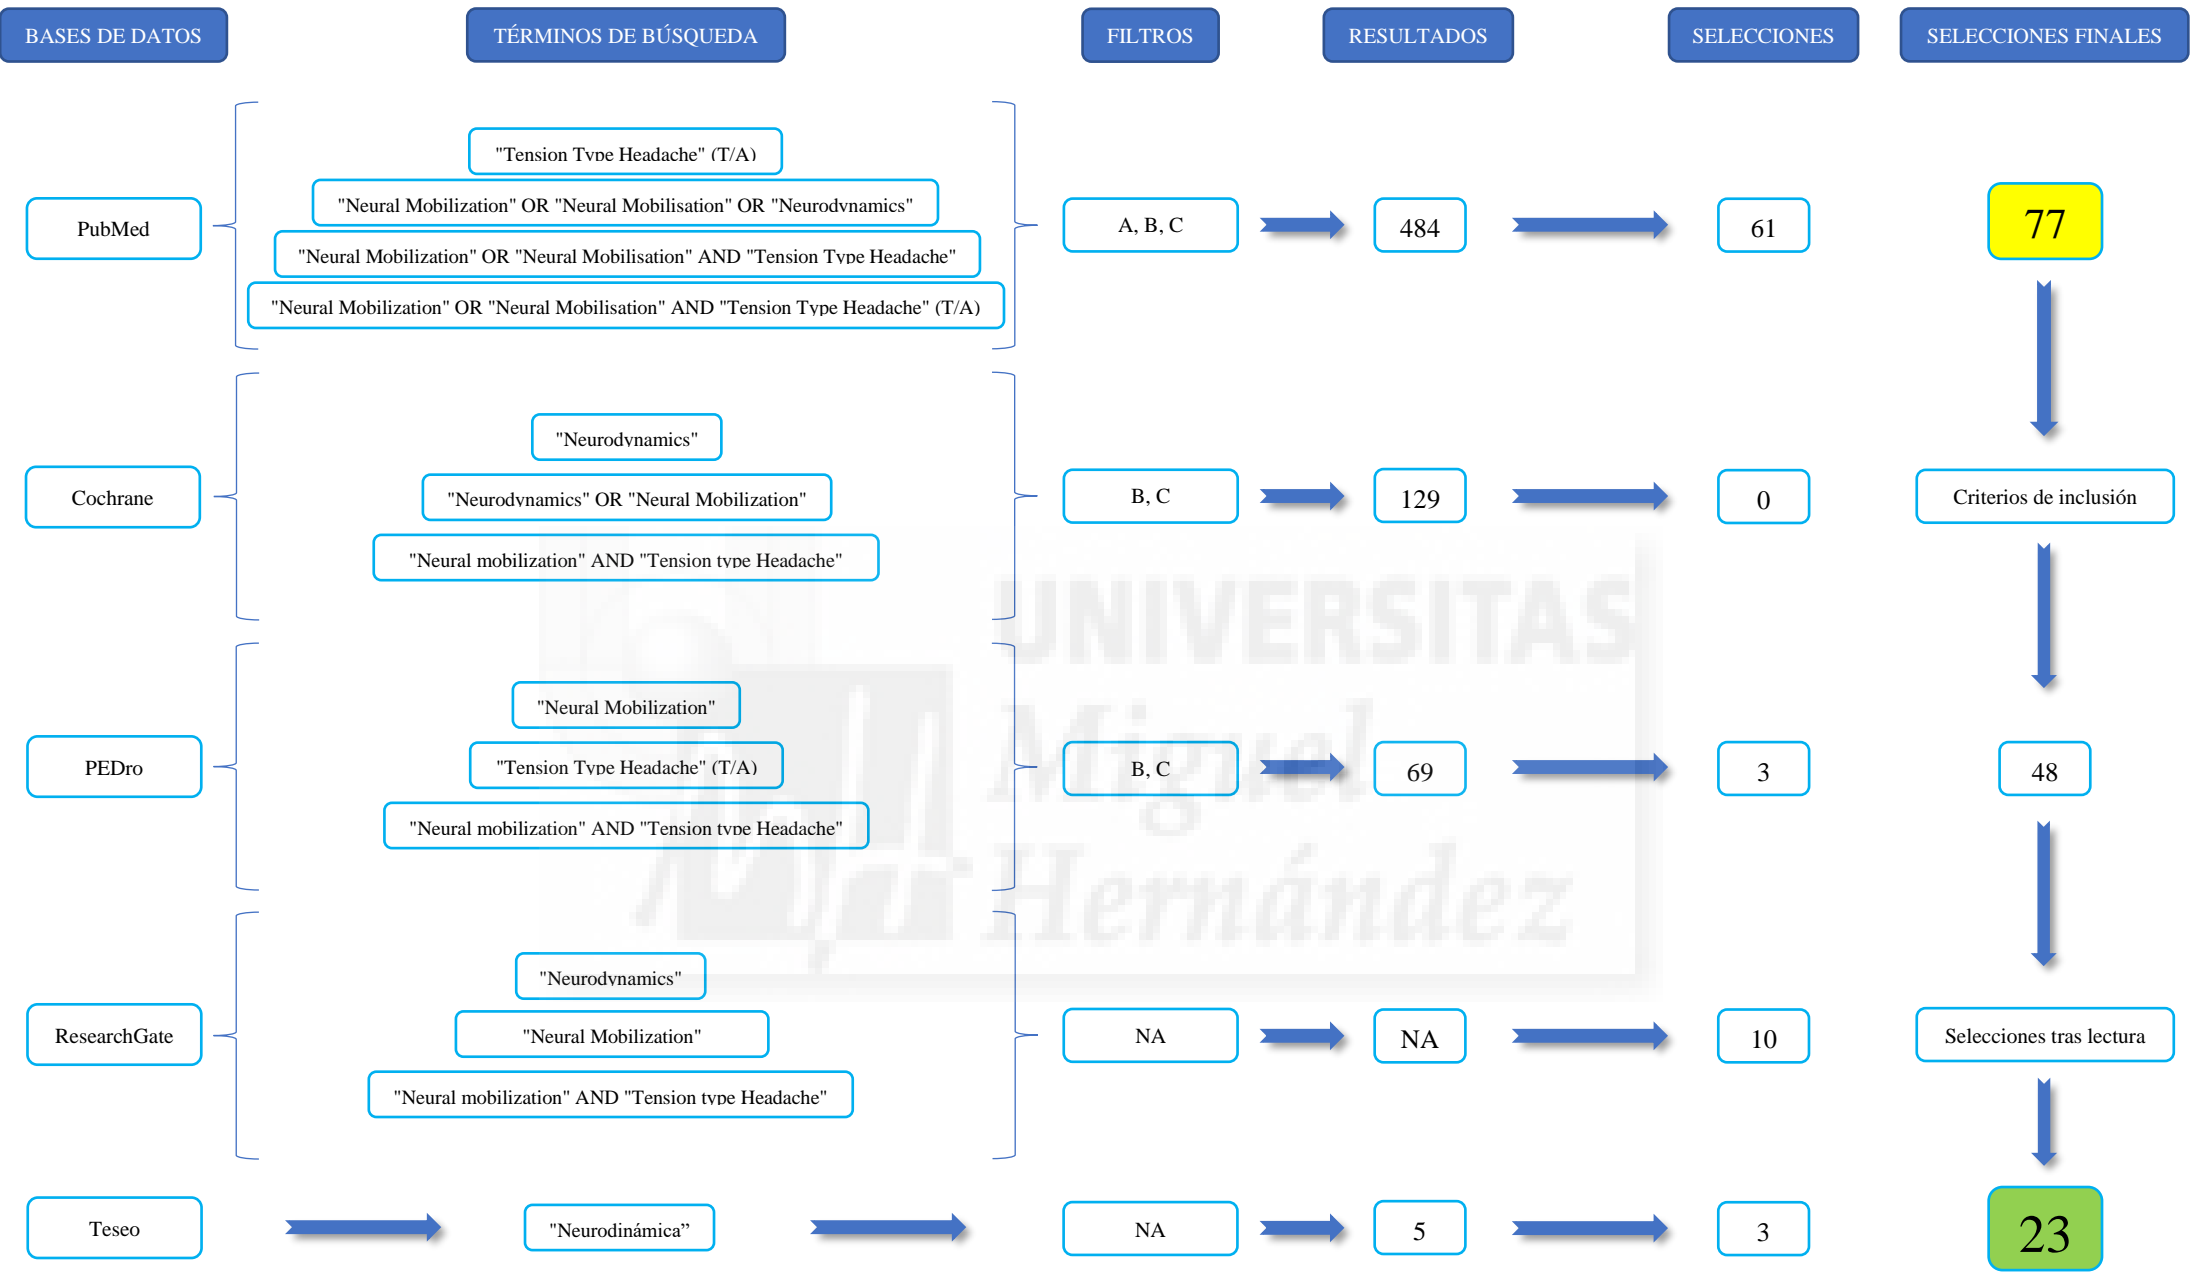 BASES DE DATOS
TÉRMINOS DE BÚSQUEDA
FILTROS
RESULTADOS
SELECCIONES
SELECCIONES FINALES
PubMed
"Tension Type Headache" (T/A)
"Neural Mobilization" OR "Neural Mobilisation" OR "Neurodynamics"
"Neural Mobilization" OR "Neural Mobilisation" AND "Tension Type Headache"
"Neural Mobilization" OR "Neural Mobilisation" AND "Tension Type Headache" (T/A)
A, B, C
484
61
77
Cochrane
"Neurodynamics"
"Neurodynamics" OR "Neural Mobilization"
"Neural mobilization" AND "Tension type Headache"
B, C
129
0
Criterios de inclusión
PEDro
"Neural Mobilization"
"Tension Type Headache" (T/A)
"Neural mobilization" AND "Tension type Headache"
B, C
69
3
48
ResearchGate
"Neurodynamics"
"Neural Mobilization"
"Neural mobilization" AND "Tension type Headache"
NA
NA
10
Selecciones tras lectura
Teseo
"Neurodinámica”
NA
5
3
23
UNIVERSITAS
Miguel
Hernández